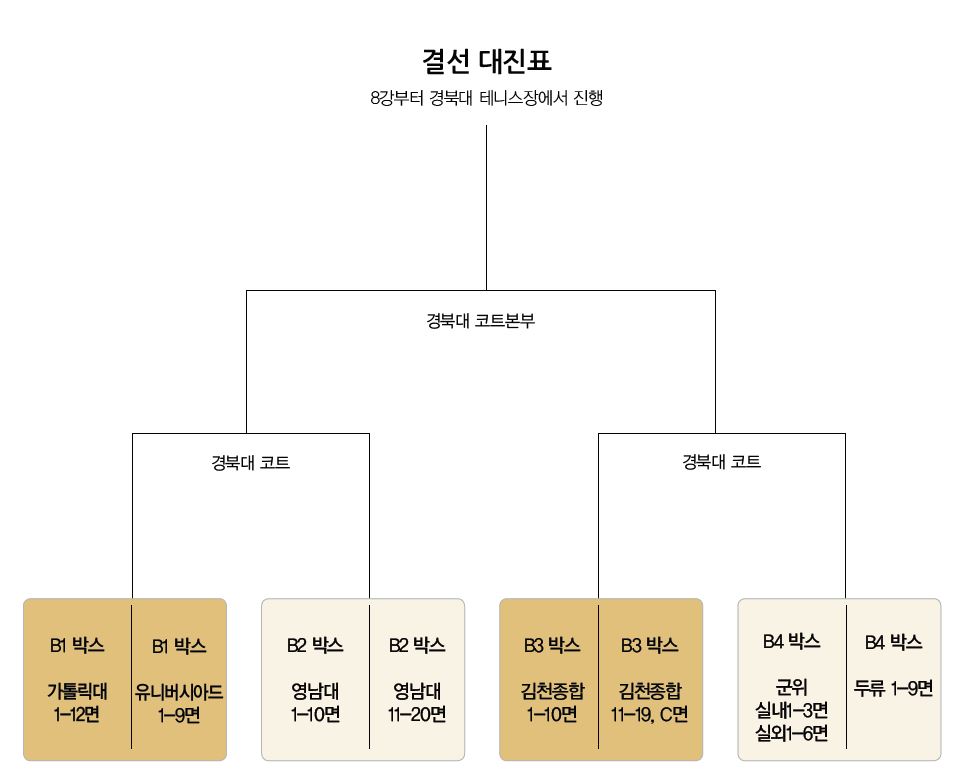 결선 대진표
8강부터 경북대 테니스장에서 진행
경북대 코트본부
경북대 코트
경북대 코트
B1 박스
가톨릭대
1-12면
B1 박스
유니버시아드
1-9면
B2 박스
영남대
1-10면
B2 박스
영남대
11-20면
B3 박스
김천종합
1-10면
B3 박스
김천종합
11-19, C면
B4 박스
군위
실내1-3면
실외1-6면
B4 박스
두류 1-9면